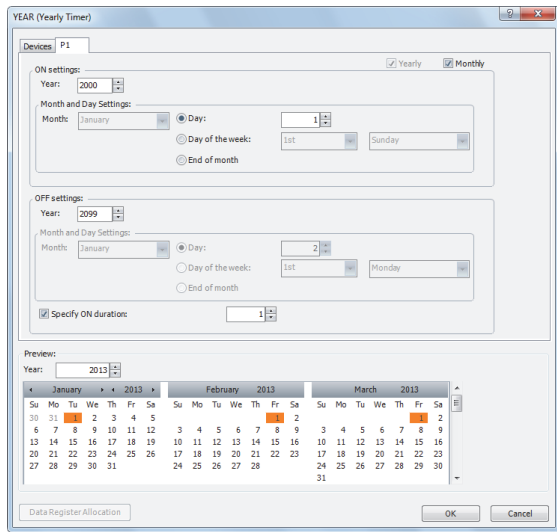 YEAR (Yearly Timer)
Devices P1
Yearly Monthly
ON settings:
Year: 2000
Month and Day Settings:
Month: January Day: 1
Day of the week: 1st Sunday
End of month
OFF settings:
Year: 2099
Month and Day Settings:
Month: January Day: 2
Day of the week: 1st Monday
End of month
Specify ON duration: 1
Preview:
Year: 2013
January 2013 February 2013 March 2013
Su Mo Tu We Th Fr Sa Su Mo Tu We Th Fr Sa Su Mo Tu We Th Fr Sa
30 31 1 2 3 4 5 1 2 1 2
6 7 8 9 10 11 12 3 4 5 6 7 8 9 3 4 5 6 7 8 9
13 14 15 16 17 18 19 10 11 12 13 14 15 16 10 11 12 13 14 15 16
20 21 22 23 24 25 26 17 18 19 20 21 22 23 17 18 19 20 21 22 23
27 28 29 30 31 24 25 26 27 28 24 25 26 27 28 29 30
31
Data Register Allocation OK Cancel